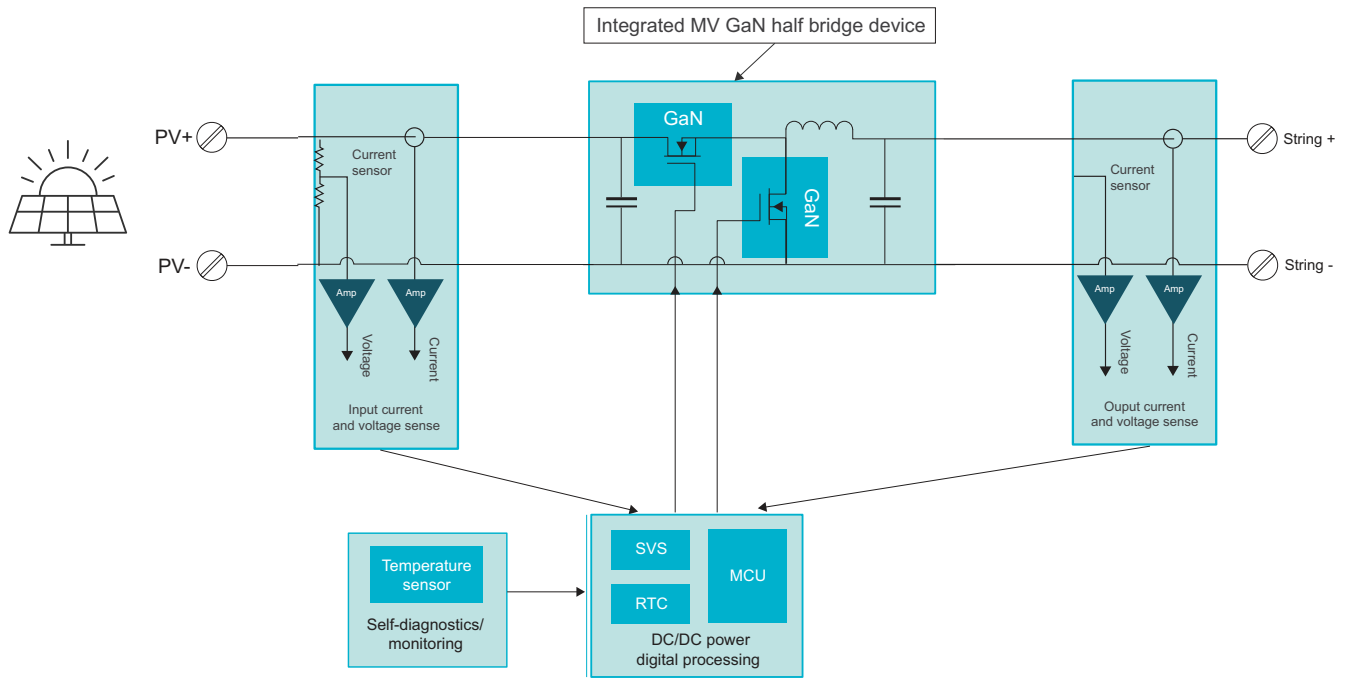 Integrated MV GaN half bridge device
PV+
Current
sensor
PV-
Amp
Amp
Voltage
Current
Input current
and voltage sense
GaN
GaN
String +
Current
sensor
String -
Amp
Amp
Voltage
Current
Ouput current
and voltage sense
Temperature
sensor
Self-diagnostics/
monitoring
SVS
RTC
MCU
DC/DC power
digital processing